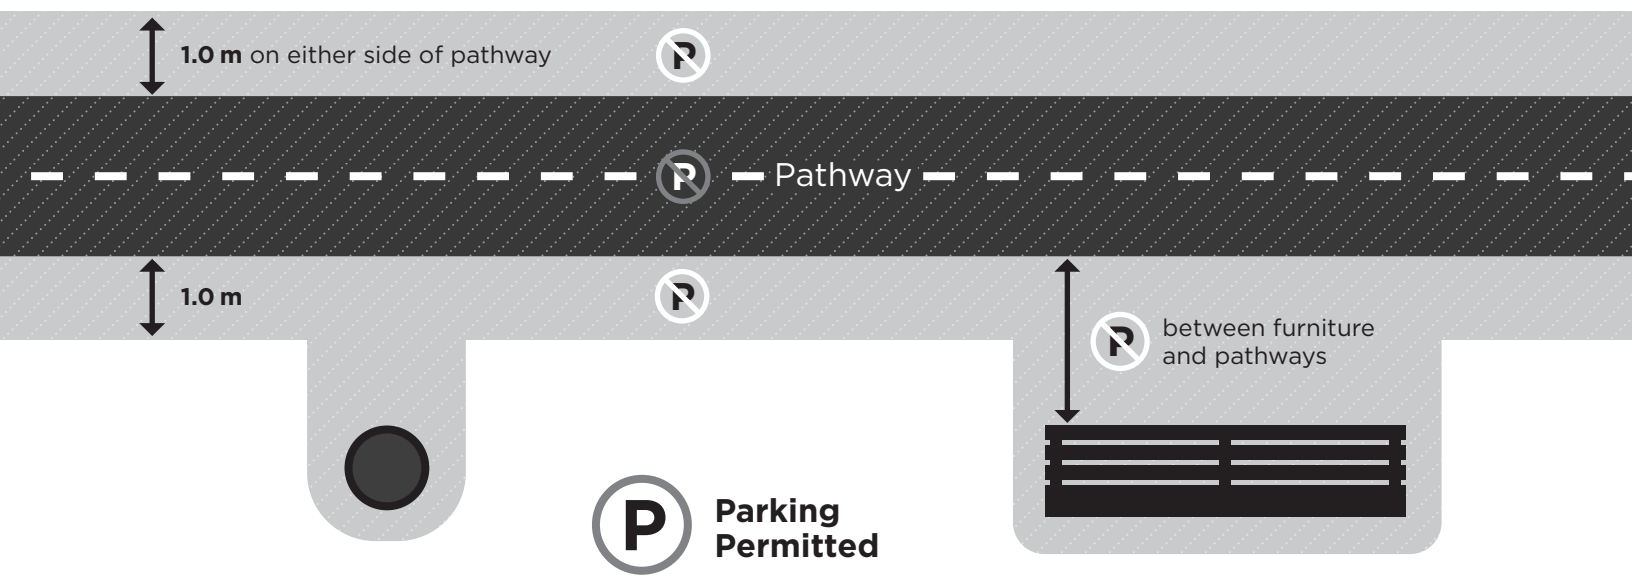 1.0 m on either side of pathway
P
P
Pathway
1.0 m
P
P
between furniture
and pathways
P
Parking
Permitted